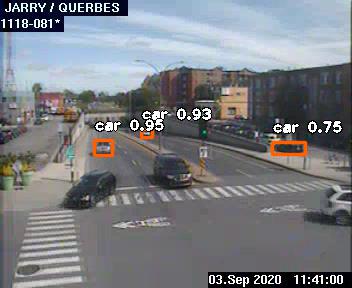 JARRY / QUERBES
1118-081*
car 0.93
car 0.95
car 0.75
03.Sep 2020 11:41:00